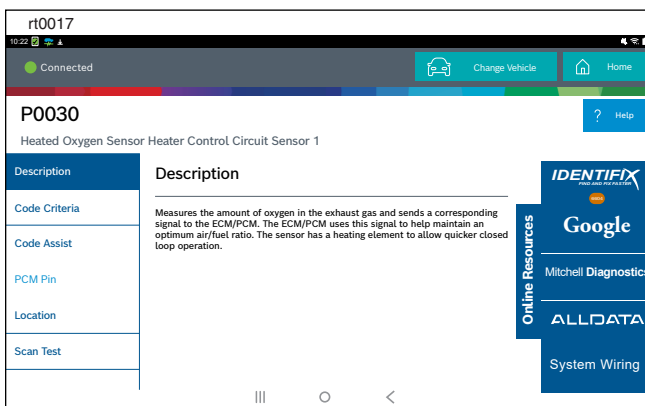 rt0017
10:22
Connected
Change Vehicle
Home
P0030
? Help
Heated Oxygen Sensor Heater Control Circuit Sensor 1
Description
Code Criteria
Code Assist
PCM Pin
Location
Scan Test
Description
Measures the amount of oxygen in the exhaust gas and sends a corresponding
signal to the ECM/PCM. The ECM/PCM uses this signal to help maintain an
optimum air/fuel ratio. The sensor has a heating element to allow quicker closed
loop operation.
Online Resources
IDENTIFIX
FIND AND FIX FASTER
Google
Mitchell Diagnostics
ALLDATA
System Wiring